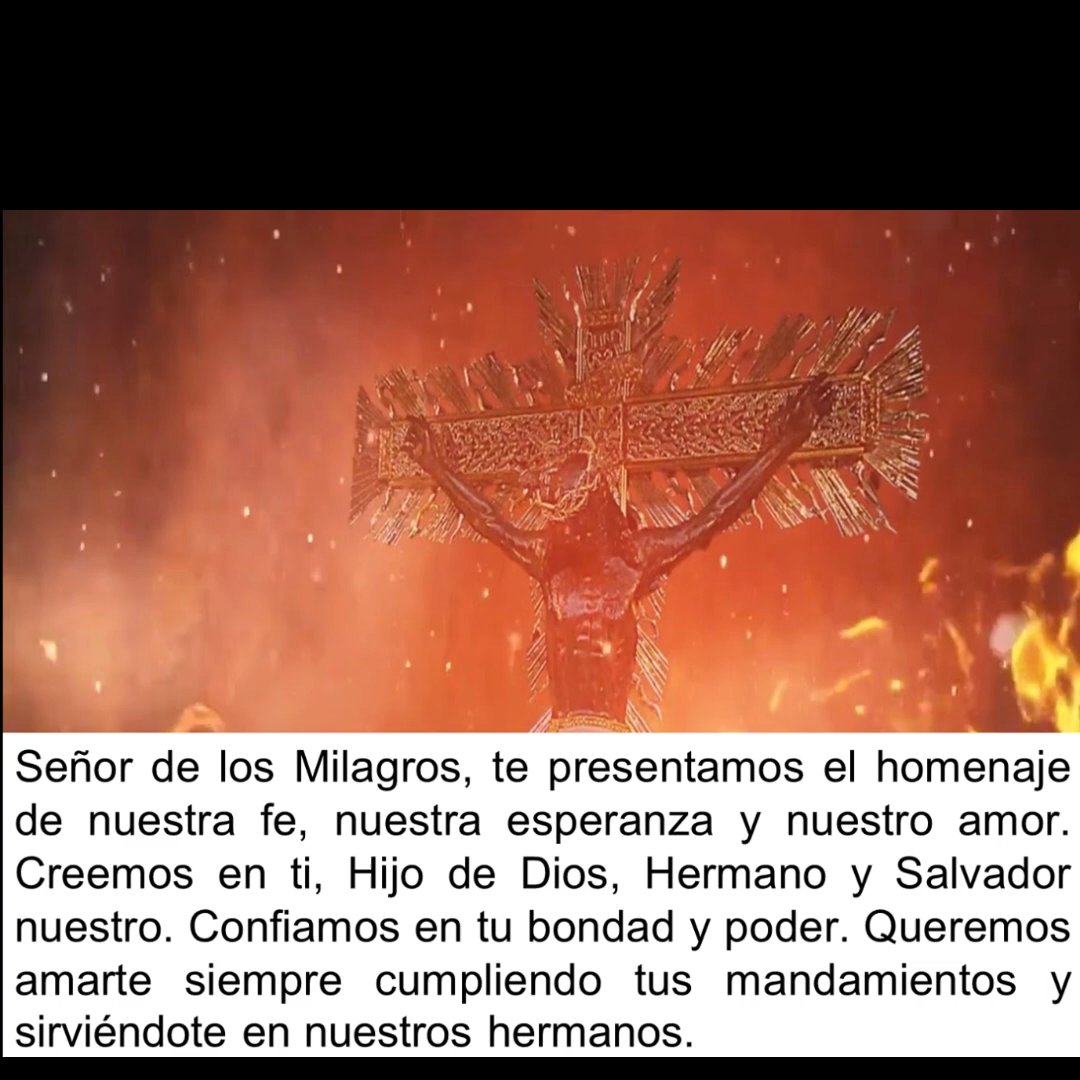 Señor de los Milagros, te presentamos el homenaje
de nuestra fe, nuestra esperanza y nuestro amor.
Creemos en ti, Hijo de Dios, Hermano y Salvador
nuestro. Confiamos en tu bondad y poder. Queremos
amarte siempre cumpliendo tus mandamientos y
sirviéndote en nuestros hermanos.